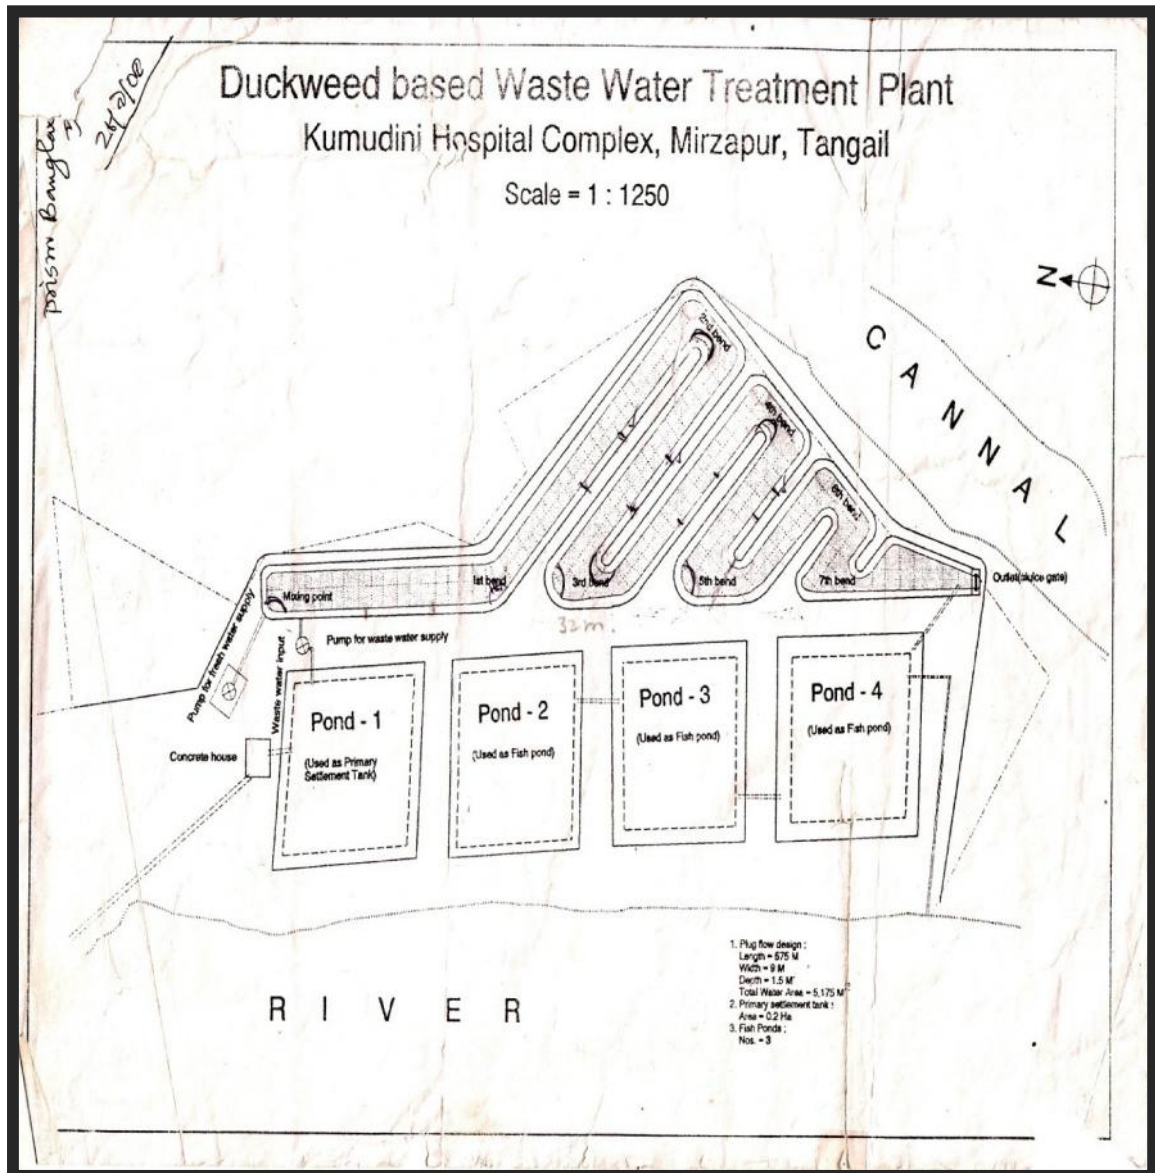 prism Bangladesh
Duckweed based Waste Water Treatment Plant
Kumudini Hospital Complex, Mirzapur, Tangail
Scale = 1 : 1250
N
CANNAL
2nd bend
4th bend
6th bend
1st bend
3rd bend
5th bend
7th bend
Mixing point
Outlet(sluice gate)
32 m.
Pump for fresh water supply
Waste water input
Pump for waste water supply
Concrete house
Pond - 1
(Used as Primary
Settlement Tank)
Pond - 2
(Used as Fish pond)
Pond - 3
(Used as Fish pond)
Pond - 4
(Used as Fish pond)
RIVER
1. Plug flow design :
Length = 575 M
Width = 9 M
Depth = 1.5 M
Total Water Area = 5,175 M²
2. Primary settlement tank :
Area = 0.2 Ha
3. Fish Ponds :
Nos. = 3